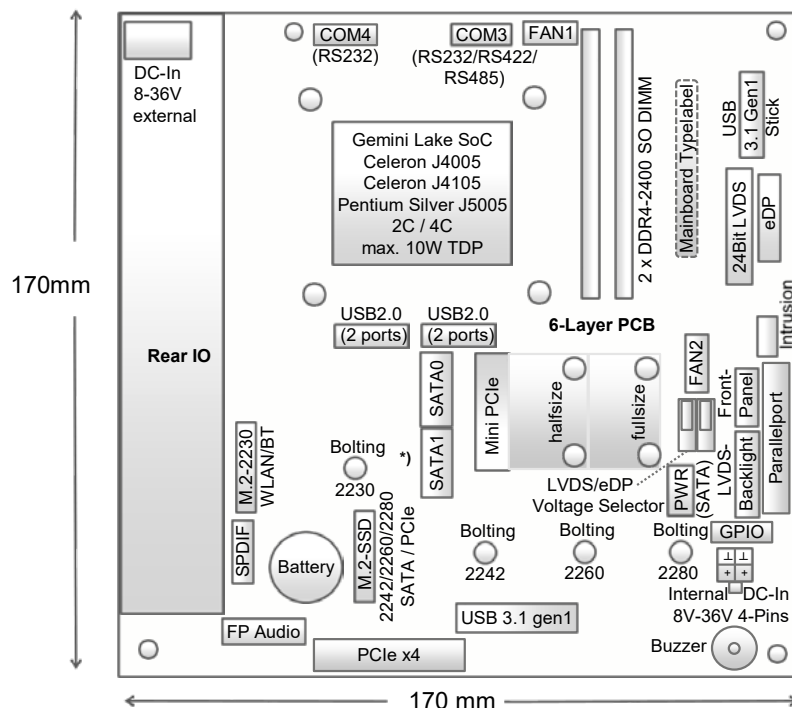 COM4
(RS232)
COM3
(RS232/RS422/
RS485)
FAN1
DC-In
8-36V
external
USB
3.1 Gen1
Stick
Gemini Lake SoC
Celeron J4005
Celeron J4105
Pentium Silver J5005
2C / 4C
max. 10W TDP
2 x DDR4-2400 SO DIMM
Mainboard Typelabel
24Bit LVDS
eDP
170mm
USB2.0
(2 ports)
USB2.0
(2 ports)
6-Layer PCB
Intrusion
Rear IO
SATA0
SATA1
*)
Mini PCIe
halfsize
fullsize
FAN2
Front-
Panel
Parallelport
LVDS-
Backlight
M.2-2230
WLAN/BT
Bolting
2230
LVDS/eDP
Voltage Selector
PWR
(SATA)
SPDIF
Battery
M.2-SSD
2242/2260/2280
SATA / PCIe
Bolting
2242
Bolting
2260
Bolting
2280
GPIO
Internal DC-In
8V-36V 4-Pins
FP Audio
USB 3.1 gen1
Buzzer
PCIe x4
170 mm